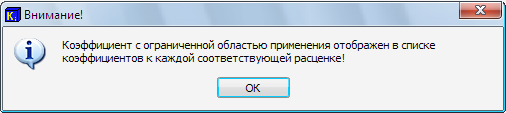 Внимание!
Коэффициент с ограниченной областью применения отображен в списке
коэффициентов к каждой соответствующей расценке!
OK